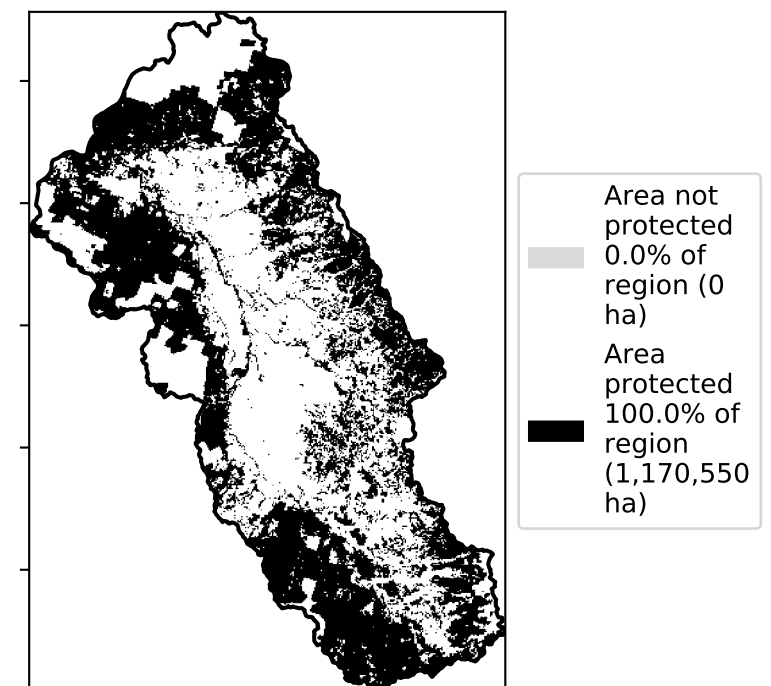 Area not
protected
0.0% of
region (0
ha)
Area
protected
100.0% of
region
(1,170,550
ha)